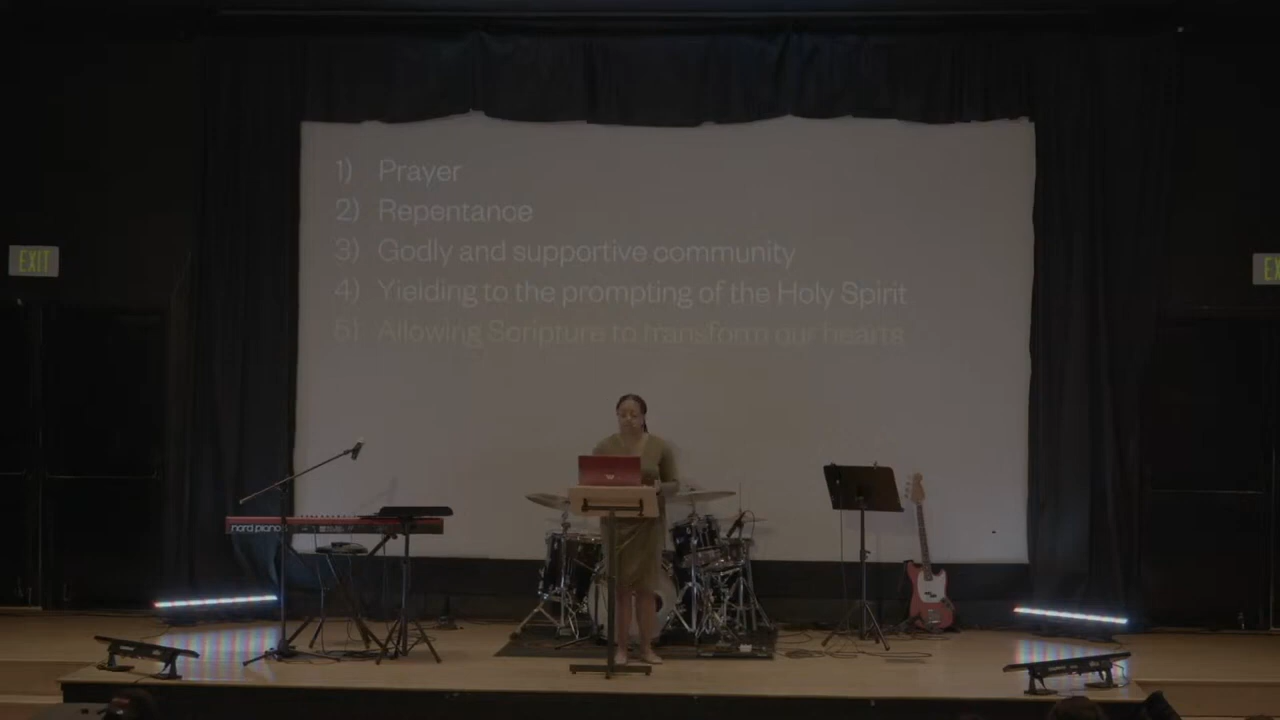 1) Prayer
2) Repentance
3) Godly and supportive community
4) Yielding to the prompting of the Holy Spirit
5) Allowing Scripture to transform our hearts
EXIT
EX
nord piano